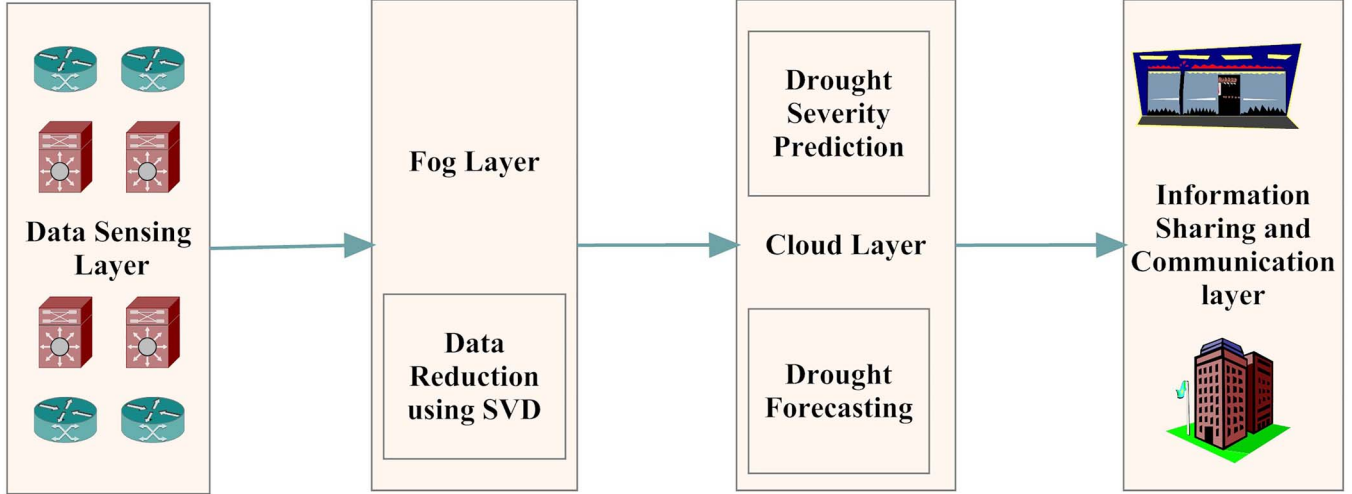 Data Sensing
Layer
Fog Layer
Data
Reduction
using SVD
Drought
Severity
Prediction
Cloud Layer
Drought
Forecasting
Information
Sharing and
Communication
layer